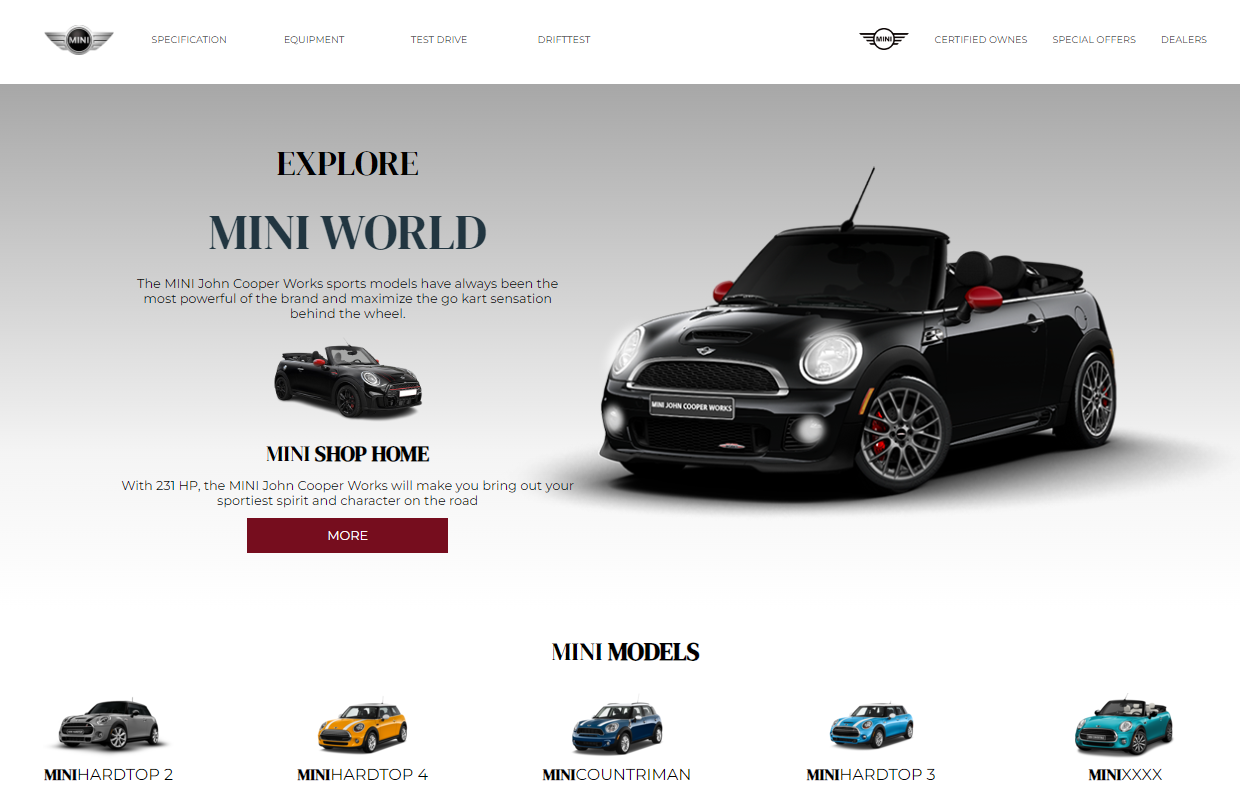 MINI
SPECIFICATION
EQUIPMENT
TEST DRIVE
DRIFTTEST
MINI
CERTIFIED OWNES
SPECIAL OFFERS
DEALERS
EXPLORE
MINI WORLD
The MINI John Cooper Works sports models have always been the
most powerful of the brand and maximize the go kart sensation
behind the wheel.
MINI JOHN COOPER WORKS
MINI SHOP HOME
With 231 HP, the MINI John Cooper Works will make you bring out your
sportiest spirit and character on the road
MORE
MINI MODELS
MINIHARDTOP 2
MINIHARDTOP 4
MINICOUNTRIMAN
MINIHARDTOP 3
MINIXXXX